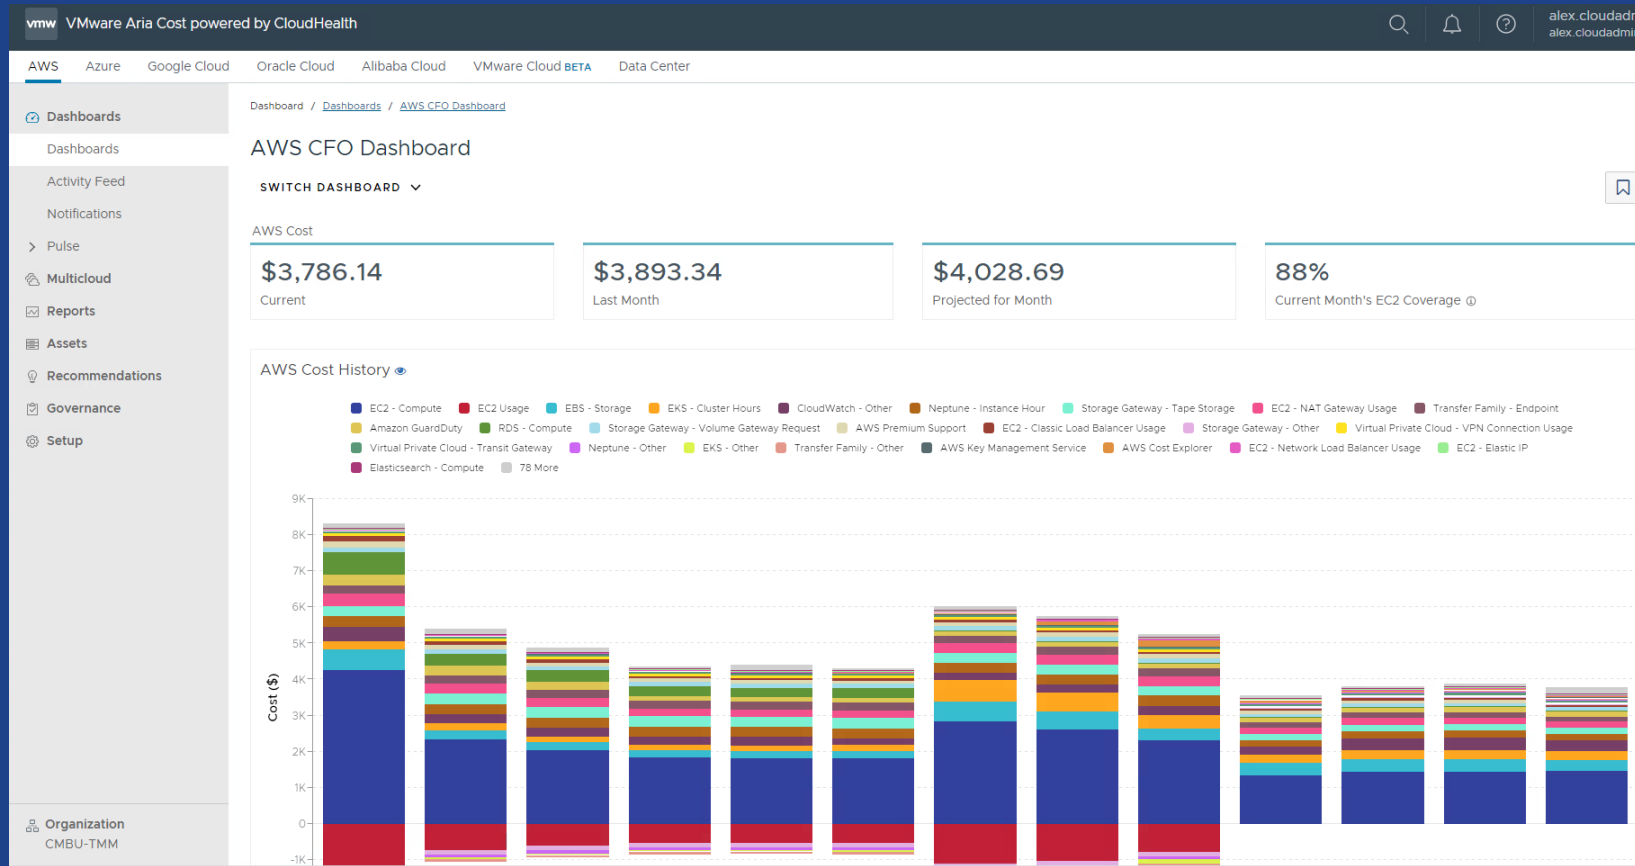 vmw VMware Aria Cost powered by CloudHealth
alex.cloudadm
alex.cloudadmi
AWS Azure Google Cloud Oracle Cloud Alibaba Cloud VMware Cloud BETA Data Center
Dashboards
Dashboards
Activity Feed
Notifications
Pulse
Multicloud
Reports
Assets
Recommendations
Governance
Setup
Organization
CMBU-TMM
Dashboard / Dashboards / AWS CFO Dashboard
AWS CFO Dashboard
SWITCH DASHBOARD
AWS Cost
$3,786.14
Current
$3,893.34
Last Month
$4,028.69
Projected for Month
88%
Current Month's EC2 Coverage
AWS Cost History
EC2 - Compute EC2 Usage EBS - Storage EKS - Cluster Hours CloudWatch - Other Neptune - Instance Hour Storage Gateway - Tape Storage EC2 - NAT Gateway Usage Transfer Family - Endpoint
Amazon GuardDuty RDS - Compute Storage Gateway - Volume Gateway Request AWS Premium Support EC2 - Classic Load Balancer Usage Storage Gateway - Other Virtual Private Cloud - VPN Connection Usage
Virtual Private Cloud - Transit Gateway Neptune - Other EKS - Other Transfer Family - Other AWS Key Management Service AWS Cost Explorer EC2 - Network Load Balancer Usage EC2 - Elastic IP
Elasticsearch - Compute 78 More
Cost ($)
9K
8K
7K
6K
5K
4K
3K
2K
1K
0
-1K